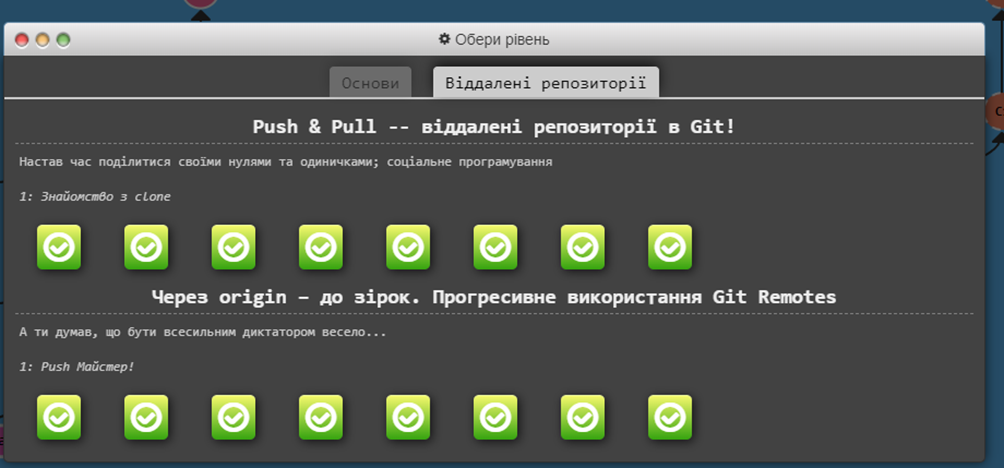 Обери рівень
Основи
Віддалені репозиторії
Push & Pull -- віддалені репозиторії в Git!
Настав час поділитися своїми нулями та одиничками; соціальне програмування
1: Знайомство з clone
Через origin – до зірок. Прогресивне використання Git Remotes
А ти думав, що бути всесильним диктатором весело...
1: Push Майстер!